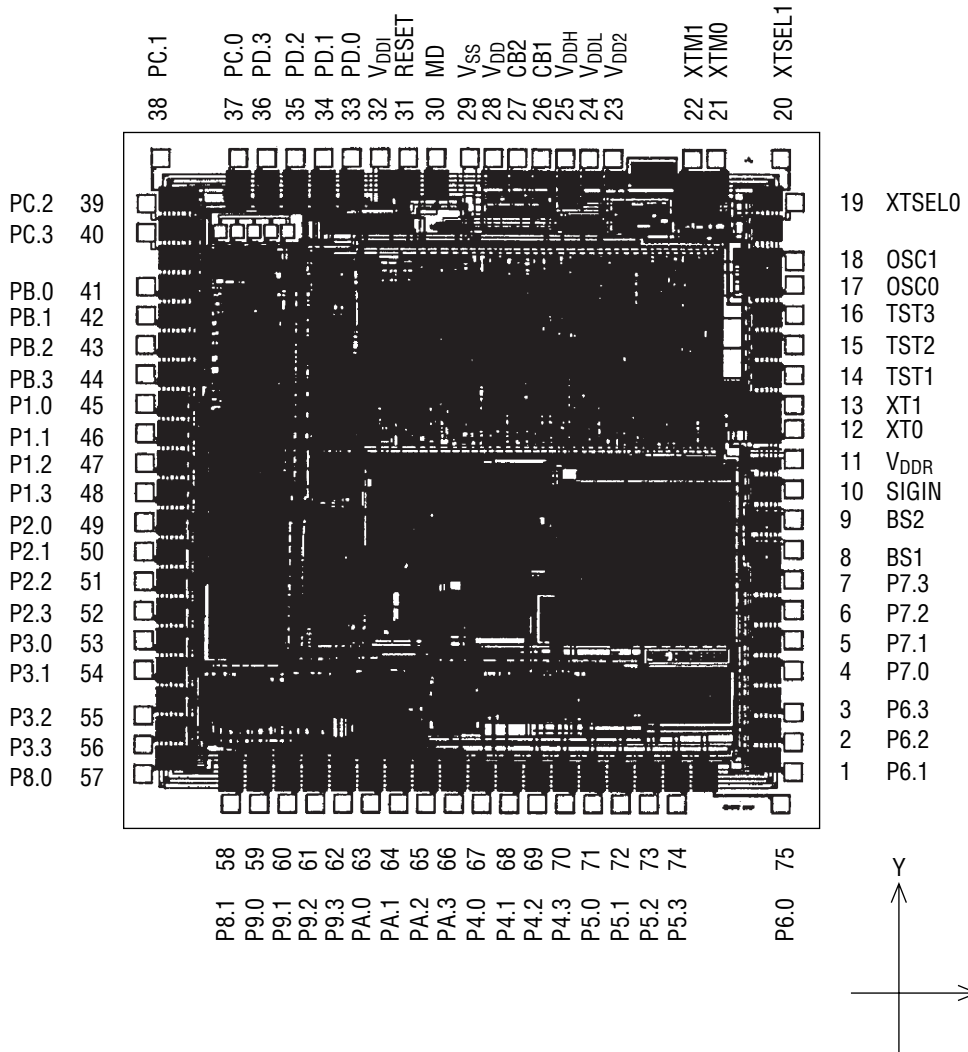 38 PC.1
37 PC.0
36 PD.3
35 PD.2
34 PD.1
33 PD.0
32 VDDI
31 RESET
30 MD
29 VSS
28 VDD
27 CB2
26 CB1
25 VDDH
24 VDDL
23 VDD2
22 XTM1
21 XTM0
20 XTSEL1
PC.2 39
PC.3 40
PB.0 41
PB.1 42
PB.2 43
PB.3 44
P1.0 45
P1.1 46
P1.2 47
P1.3 48
P2.0 49
P2.1 50
P2.2 51
P2.3 52
P3.0 53
P3.1 54
P3.2 55
P3.3 56
P8.0 57
19 XTSEL0
18 OSC1
17 OSC0
16 TST3
15 TST2
14 TST1
13 XT1
12 XT0
11 VDDR
10 SIGIN
9 BS2
8 BS1
7 P7.3
6 P7.2
5 P7.1
4 P7.0
3 P6.3
2 P6.2
1 P6.1
P8.1 58
P9.0 59
P9.1 60
P9.2 61
P9.3 62
PA.0 63
PA.1 64
PA.2 65
PA.3 66
P4.0 67
P4.1 68
P4.2 69
P4.3 70
P5.0 71
P5.1 72
P5.2 73
P5.3 74
P6.0 75
Y